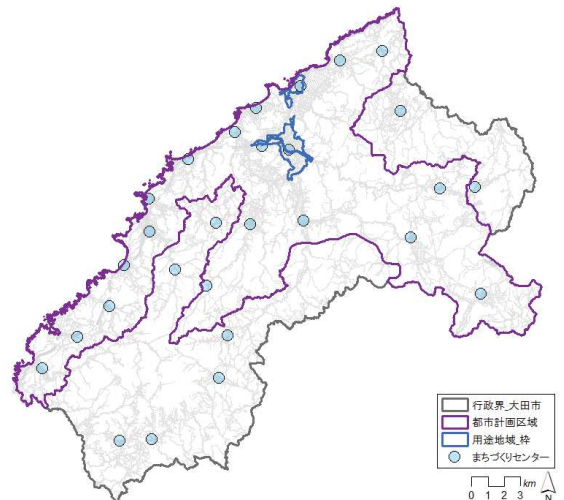 行政界_大田市
都市計画区域
用途地域_枠
まちづくりセンター
0 1 2 3 km
N